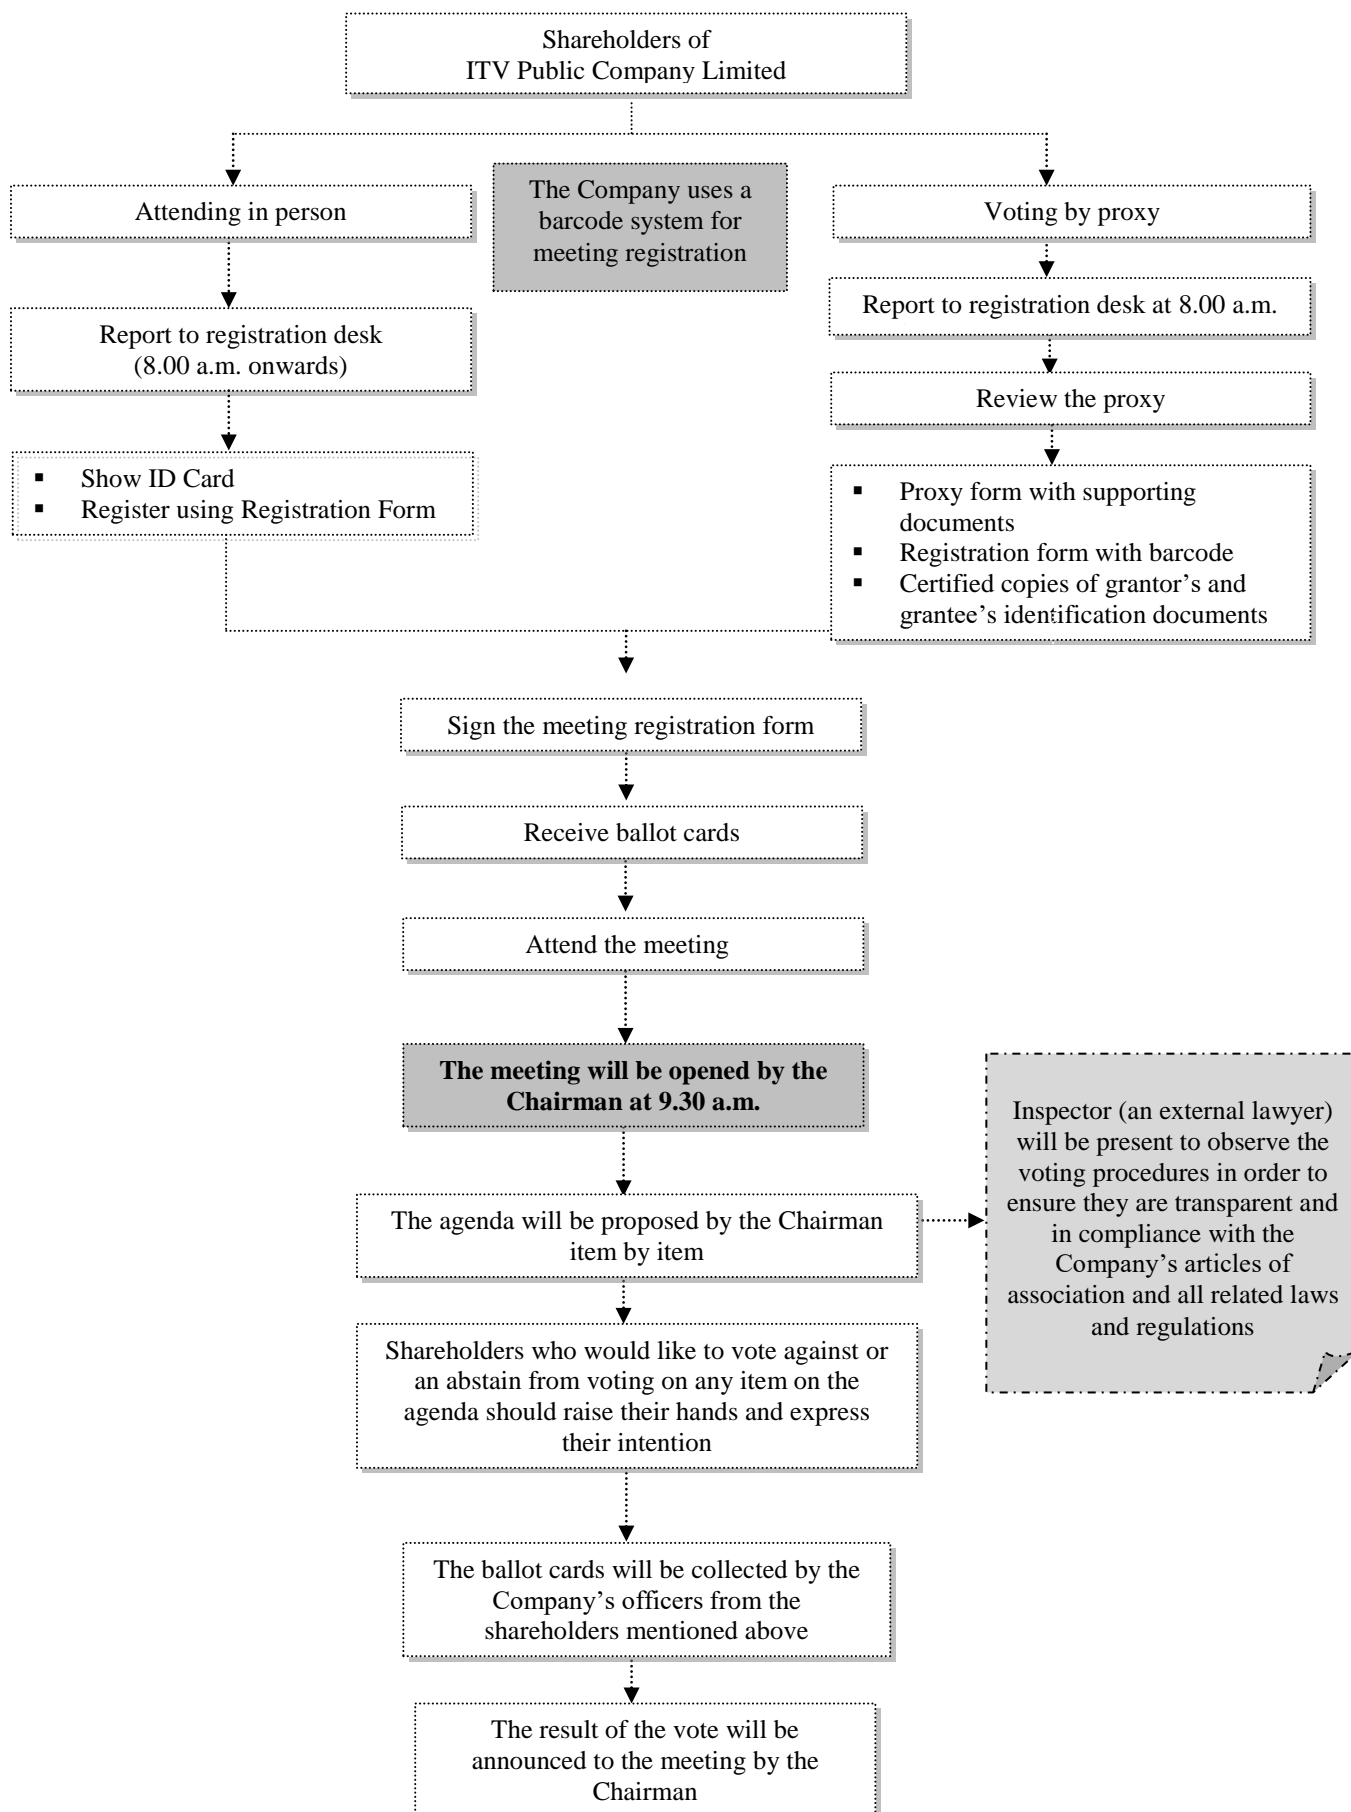 Shareholders of
ITV Public Company Limited
The Company uses a
barcode system for
meeting registration
Attending in person
Voting by proxy
Report to registration desk
(8.00 a.m. onwards)
Report to registration desk at 8.00 a.m.
Review the proxy
▪ Show ID Card
▪ Register using Registration Form
▪ Proxy form with supporting
documents
▪ Registration form with barcode
▪ Certified copies of grantor’s and
grantee’s identification documents
Sign the meeting registration form
Receive ballot cards
Attend the meeting
The meeting will be opened by the
Chairman at 9.30 a.m.
Inspector (an external lawyer)
will be present to observe the
voting procedures in order to
ensure they are transparent and
in compliance with the
Company’s articles of
association and all related laws
and regulations
The agenda will be proposed by the Chairman
item by item
Shareholders who would like to vote against or
an abstain from voting on any item on the
agenda should raise their hands and express
their intention
The ballot cards will be collected by the
Company’s officers from the
shareholders mentioned above
The result of the vote will be
announced to the meeting by the
Chairman